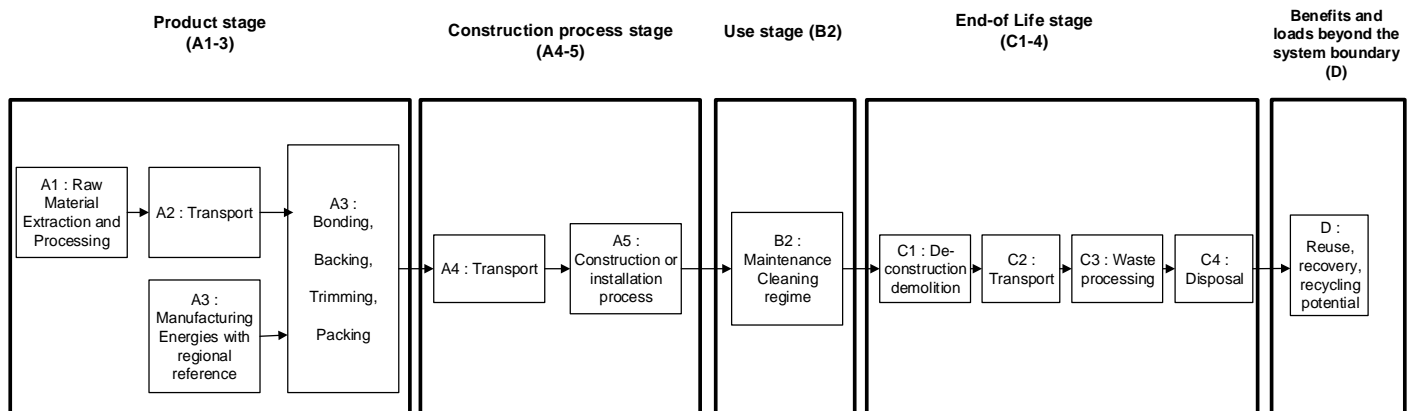 Product stage
(A1-3)
Construction process stage
(A4-5)
Use stage (B2)
End-of Life stage
(C1-4)
Benefits and
loads beyond the
system boundary
(D)
A1 : Raw
Material
Extraction and
Processing
A2 : Transport
A3 :
Manufacturing
Energies with
regional
reference
A3 :
Bonding,
Backing,
Trimming,
Packing
A4 : Transport
A5 :
Construction or
installation
process
B2 :
Maintenance
Cleaning
regime
C1 : De-
construction
demolition
C2 :
Transport
C3 : Waste
processing
C4 :
Disposal
D :
Reuse,
recovery,
recycling
potential